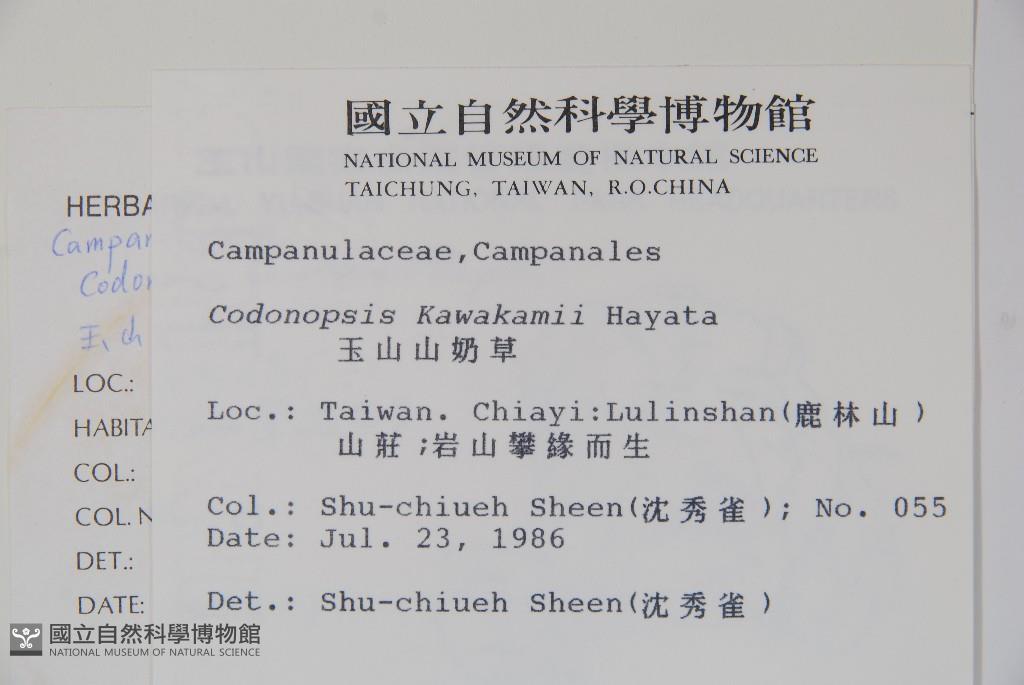 國立自然科學博物館
NATIONAL MUSEUM OF NATURAL SCIENCE
TAICHUNG, TAIWAN, R.O.CHINA
Campanulaceae,Campanales
Codonopsis Kawakamii Hayata
玉山山奶草
Loc.: Taiwan. Chiayi:Lulinshan(鹿林山)
山莊;岩山攀緣而生
Col.: Shu-chiueh Sheen(沈秀雀); No. 055
Date: Jul. 23, 1986
Det.: Shu-chiueh Sheen(沈秀雀)
HERBA
Campan
Codon
玉山
LOC.:
HABITA
COL.:
COL. N
DET.:
DATE:
國立自然科學博物館
NATIONAL MUSEUM OF NATURAL SCIENCE